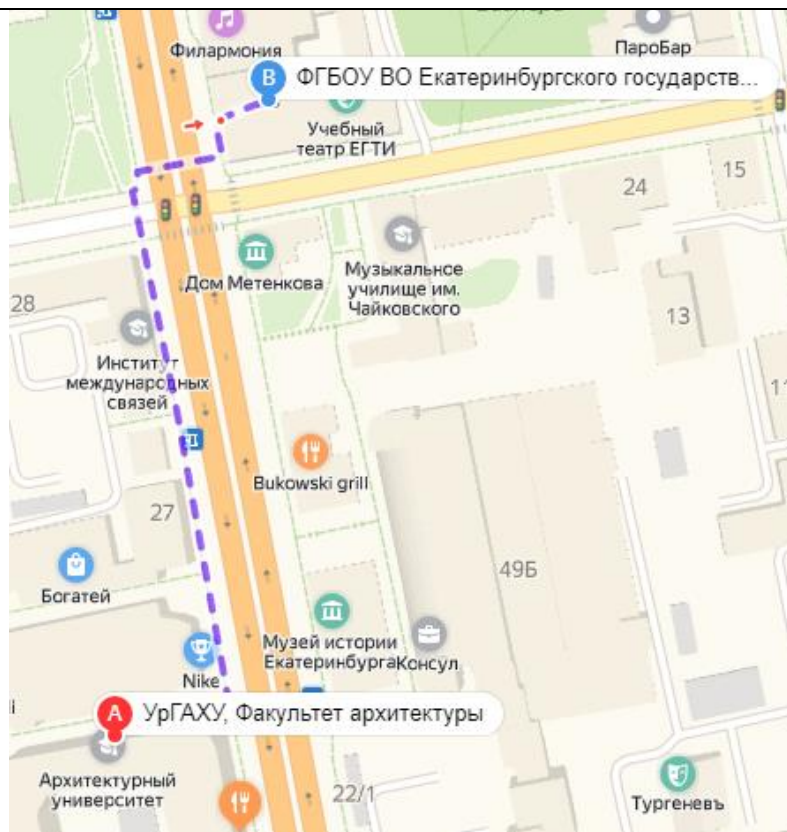 Филармония
ПароБар
B
ФГБОУ ВО Екатеринбургского государств...
Учебный
театр ЕГТИ
15
24
Дом Метенкова
Музыкальное
училище им.
Чайковского
28
13
Институт
международных
связей
Bukowski grill
27
49Б
Богатей
Музей истории
Екатеринбурга
Консул
Nike
A
УрГАХУ, Факультет архитектуры
Архитектурный
университет
22/1
Тургеневъ